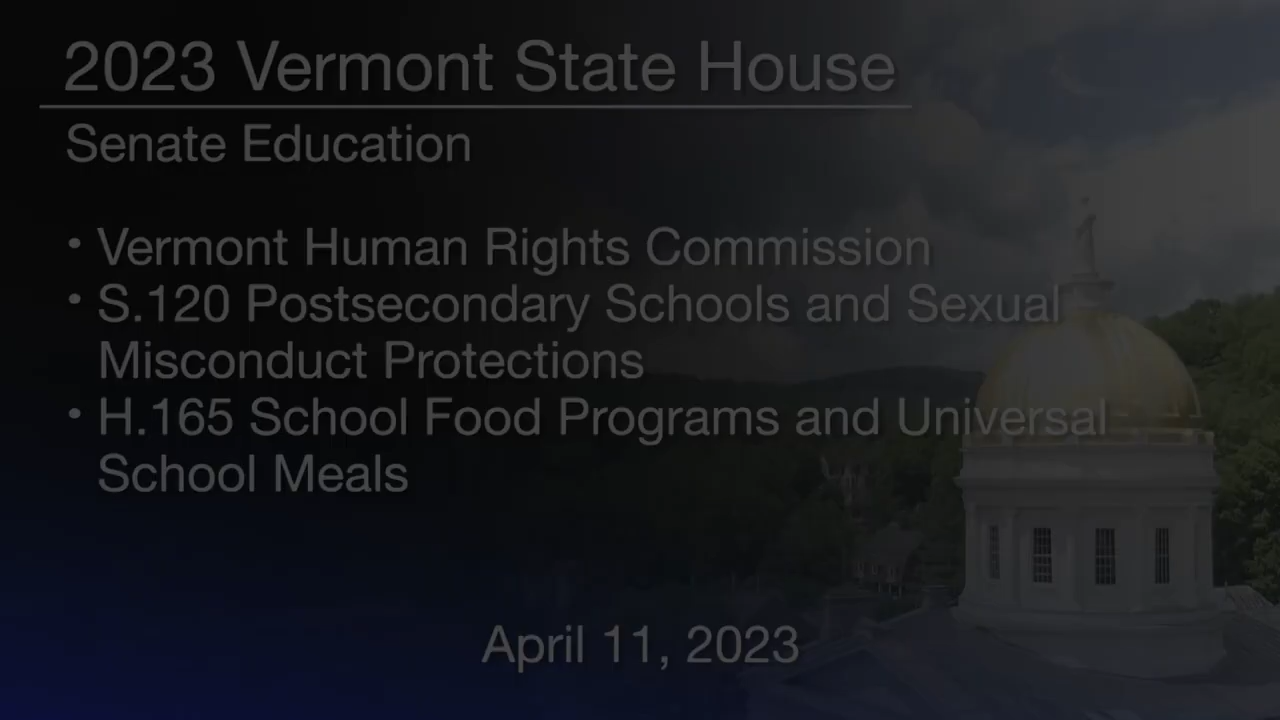 2023 Vermont State House
Senate Education
• Vermont Human Rights Commission
• S.120 Postsecondary Schools and Sexual
Misconduct Protections
• H.165 School Food Programs and Universal
School Meals
April 11, 2023